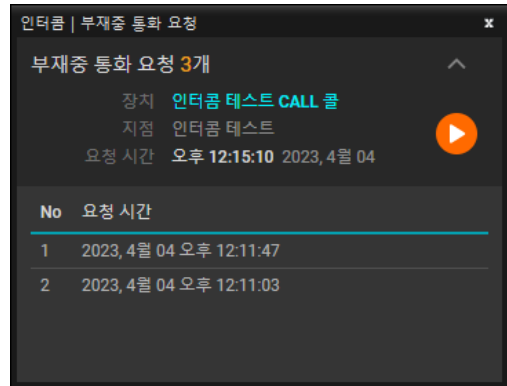 인터콤 | 부재중 통화 요청 x
부재중 통화 요청 3개
장치 인터콤 테스트 CALL 콜
지점 인터콤 테스트
요청 시간 오후 12:15:10 2023, 4월 04
No 요청 시간
1 2023, 4월 04 오후 12:11:47
2 2023, 4월 04 오후 12:11:03